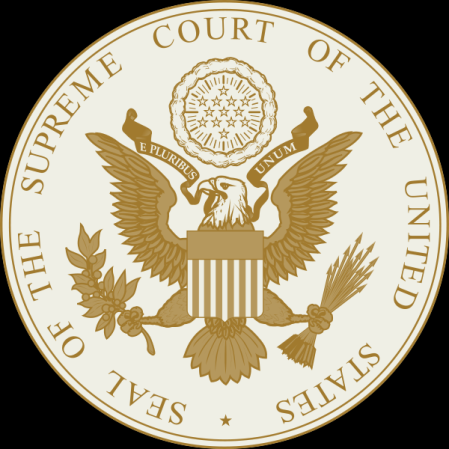 SEAL OF THE SUPREME COURT OF THE UNITED STATES
E PLURIBUS UNUM